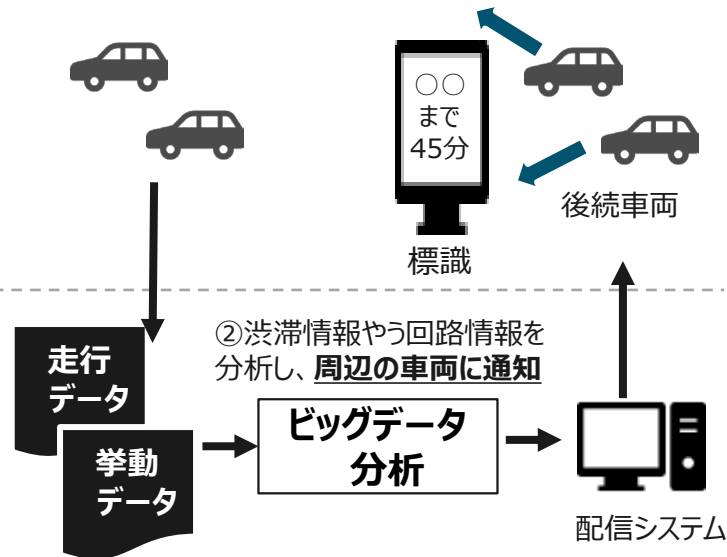 ○○
まで
45分
後続車両
標識
②渋滞情報やう回路情報を
分析し、周辺の車両に通知
走行
データ
挙動
データ
ビッグデータ
分析
配信システム